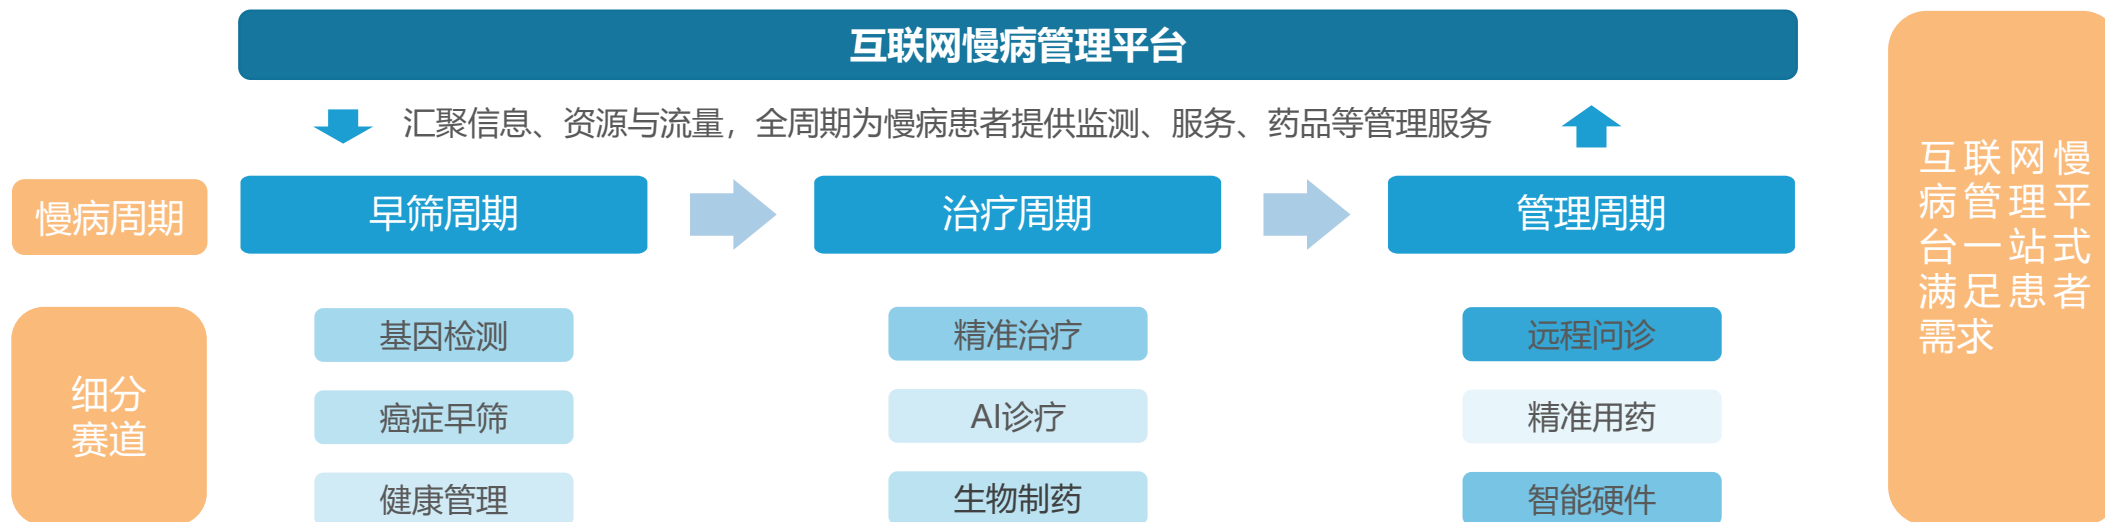 互联网慢病管理平台
汇聚信息、资源与流量，全周期为慢病患者提供监测、服务、药品等管理服务
慢病周期
早筛周期
治疗周期
管理周期
细分
赛道
基因检测
精准治疗
远程问诊
癌症早筛
AI诊疗
精准用药
健康管理
生物制药
智能硬件
互联网慢
病管理平
台一站式
满足患者
需求